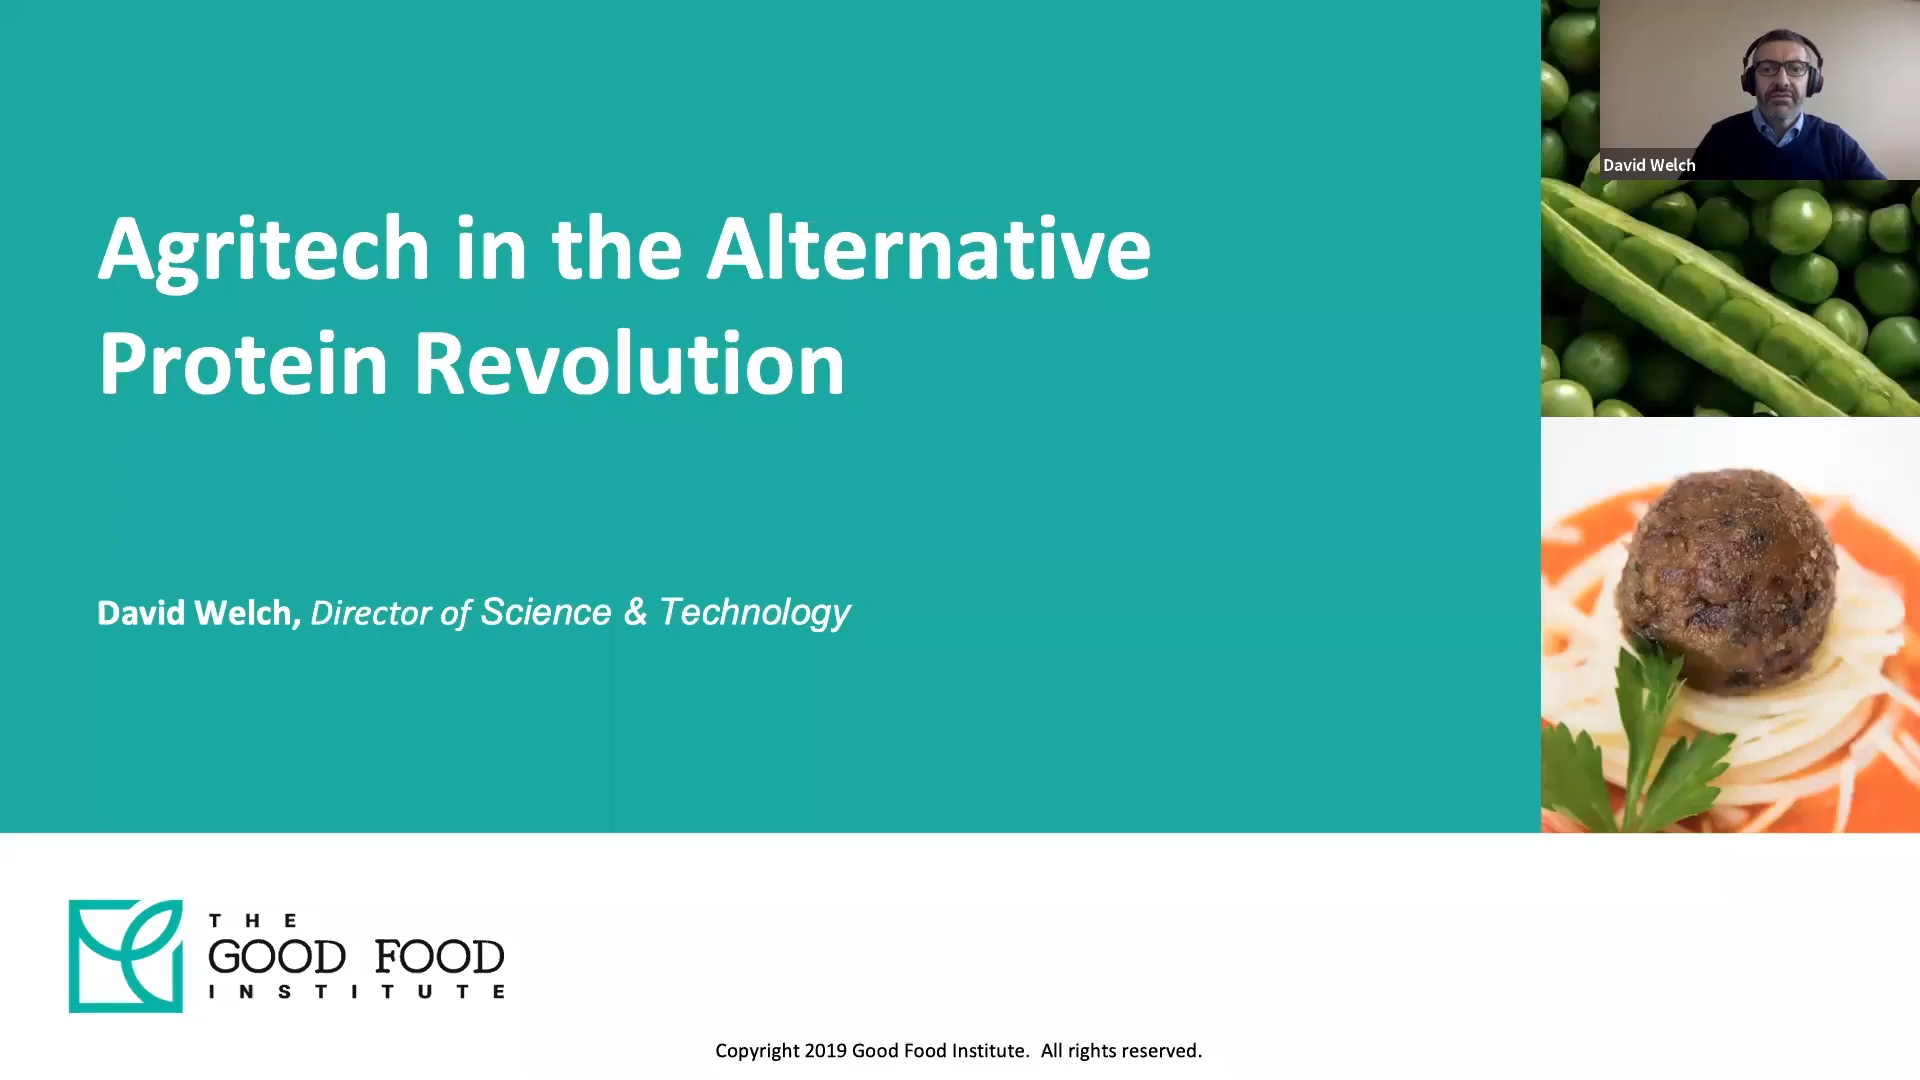 Agritech in the Alternative
Protein Revolution
David Welch, Director of Science & Technology
David Welch
THE
GOOD FOOD
INSTITUTE
Copyright 2019 Good Food Institute.  All rights reserved.